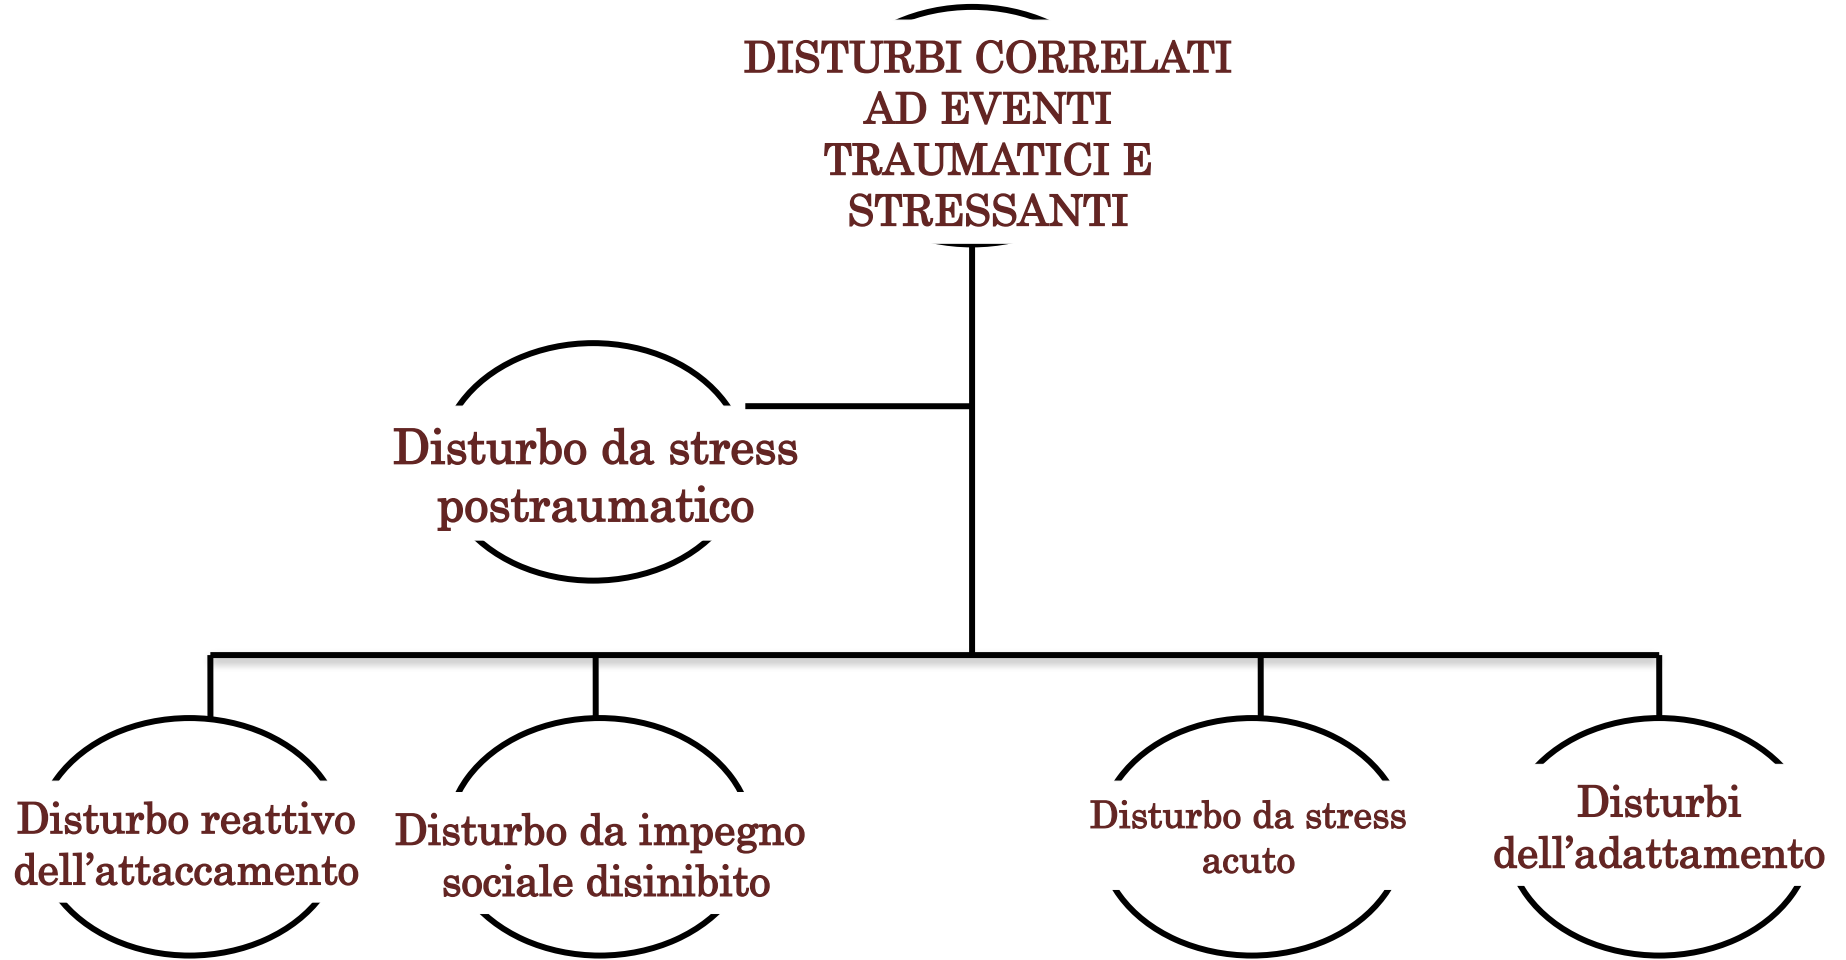 DISTURBI CORRELATI
AD EVENTI
TRAUMATICI E
STRESSANTI
Disturbo da stress
postraumatico
Disturbo reattivo
dell’attaccamento
Disturbo da impegno
sociale disinibito
Disturbo da stress
acuto
Disturbi
dell’adattamento